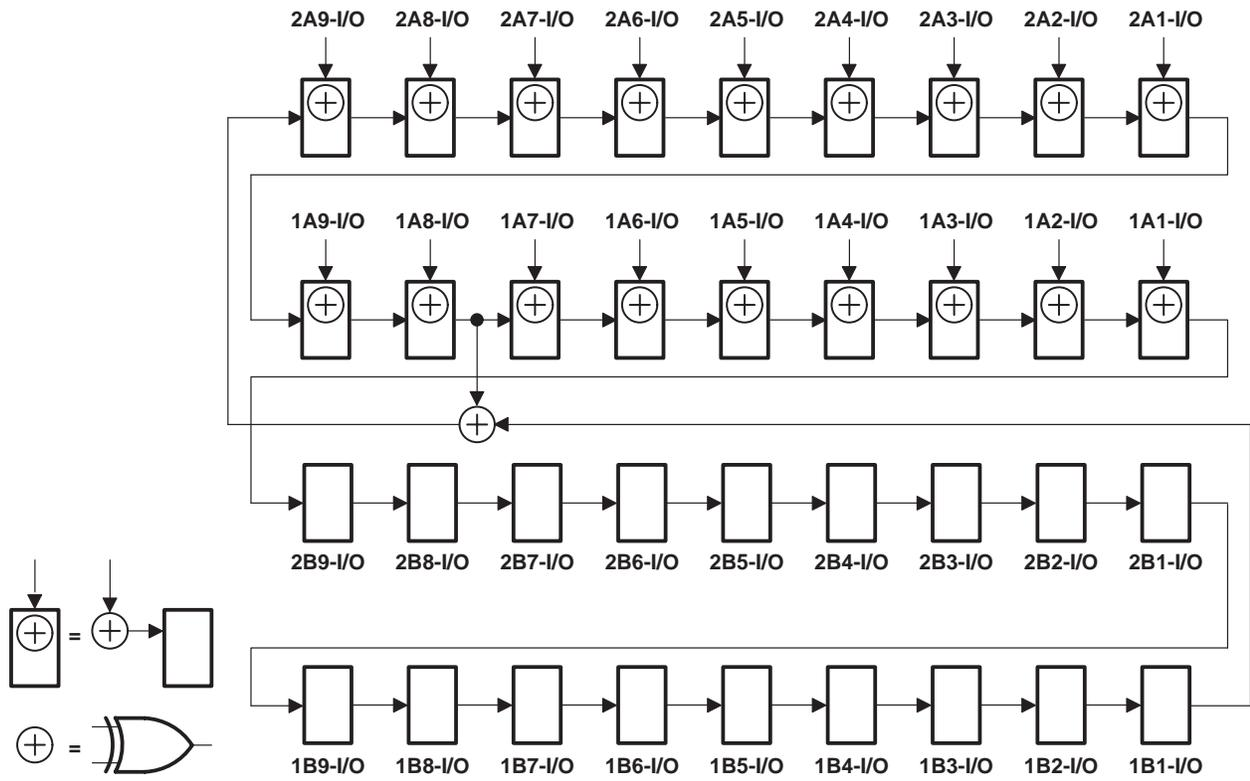 2A9-I/O 2A8-I/O 2A7-I/O 2A6-I/O 2A5-I/O 2A4-I/O 2A3-I/O 2A2-I/O 2A1-I/O
1A9-I/O 1A8-I/O 1A7-I/O 1A6-I/O 1A5-I/O 1A4-I/O 1A3-I/O 1A2-I/O 1A1-I/O
2B9-I/O 2B8-I/O 2B7-I/O 2B6-I/O 2B5-I/O 2B4-I/O 2B3-I/O 2B2-I/O 2B1-I/O
=
=
1B9-I/O 1B8-I/O 1B7-I/O 1B6-I/O 1B5-I/O 1B4-I/O 1B3-I/O 1B2-I/O 1B1-I/O